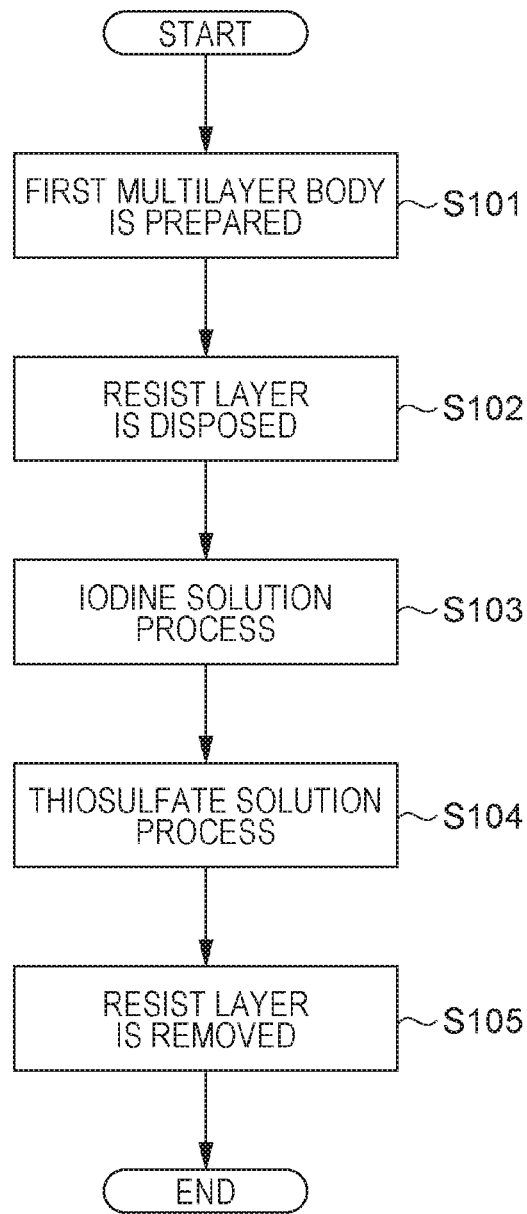 START
FIRST MULTILAYER BODY
IS PREPARED
S101
RESIST LAYER
IS DISPOSED
S102
IODINE SOLUTION
PROCESS
S103
THIOSULFATE SOLUTION
PROCESS
S104
RESIST LAYER
IS REMOVED
S105
END